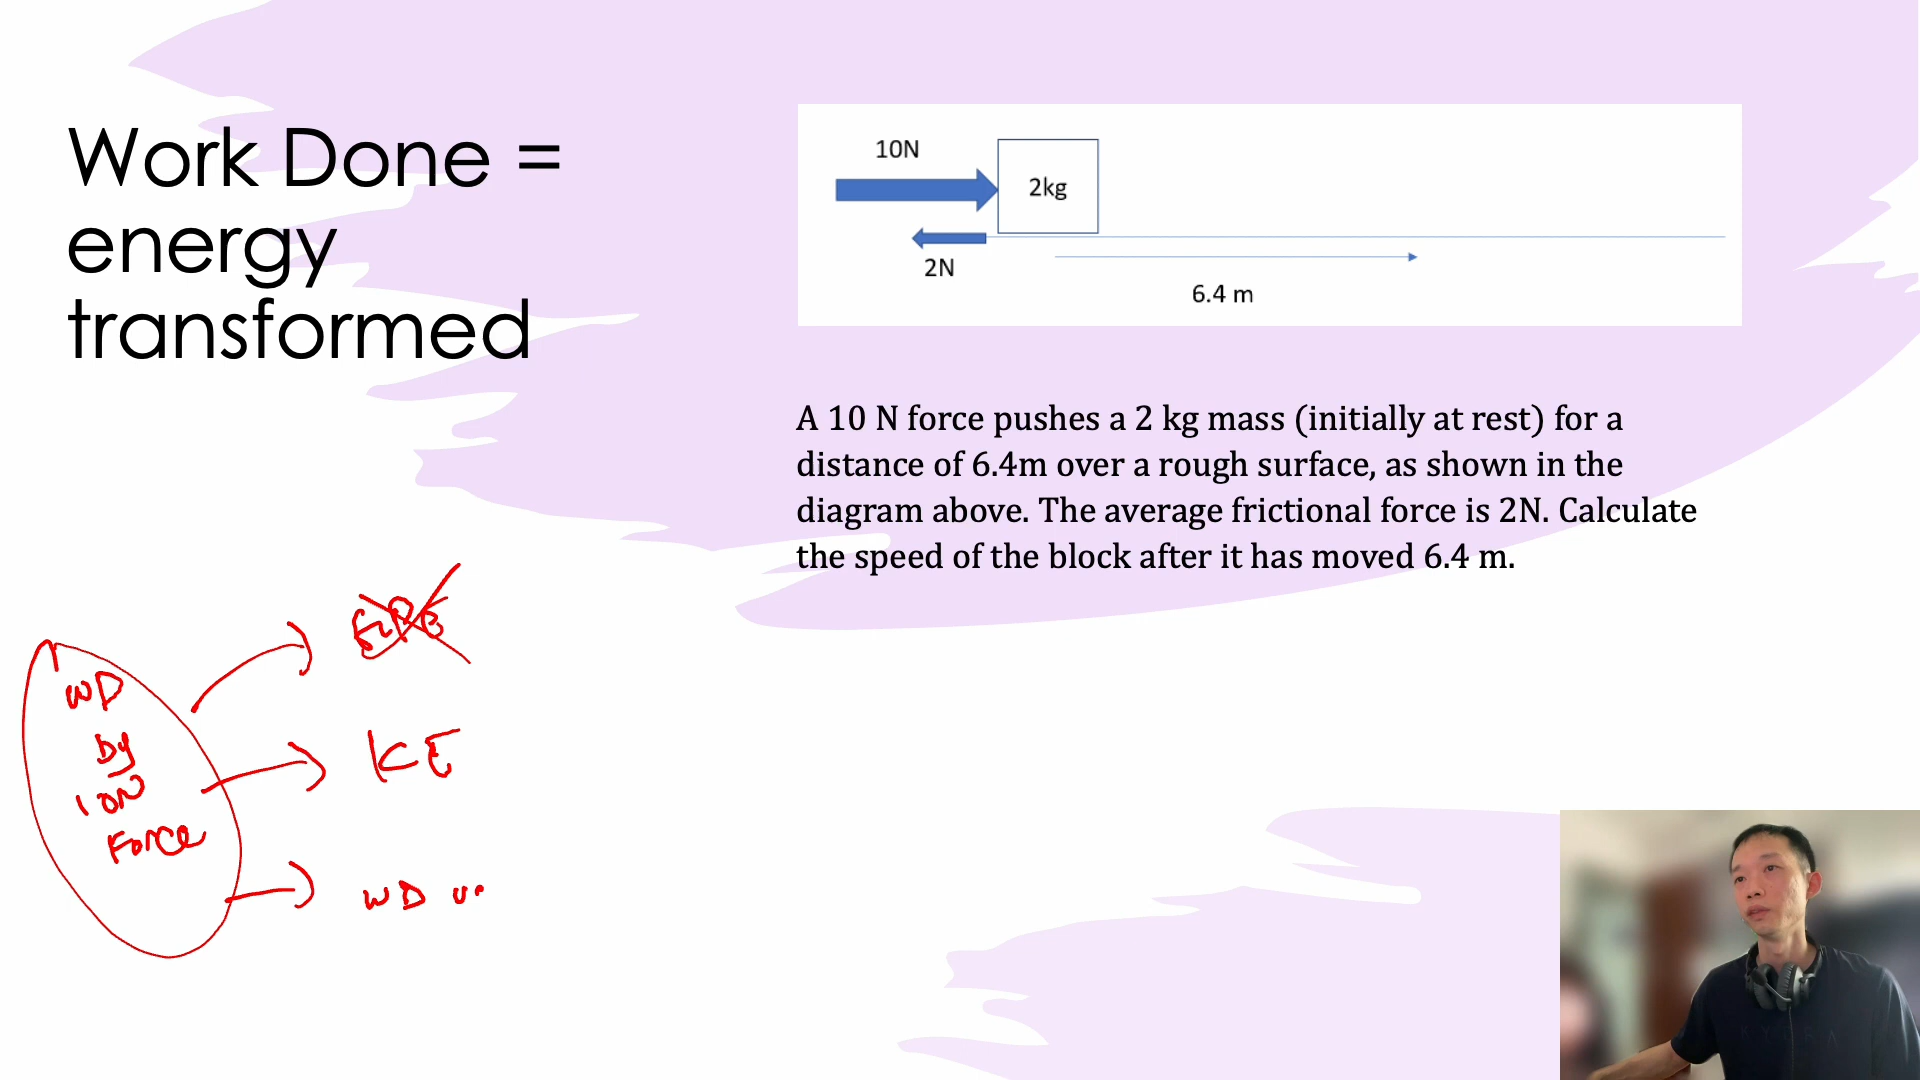 Work Done =
energy
transformed
10N
2kg
2N
6.4 m
A 10 N force pushes a 2 kg mass (initially at rest) for a
distance of 6.4m over a rough surface, as shown in the
diagram above. The average frictional force is 2N. Calculate
the speed of the block after it has moved 6.4 m.
WD
by
10N
Force
KE
WD